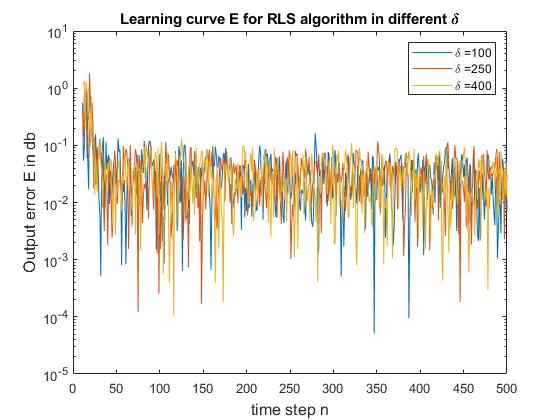 Learning curve E for RLS algorithm in different δ
10^1
10^0
10^-1
10^-2
10^-3
10^-4
10^-5
Output error E in db
δ =100
δ =250
δ =400
0 50 100 150 200 250 300 350 400 450 500
time step n